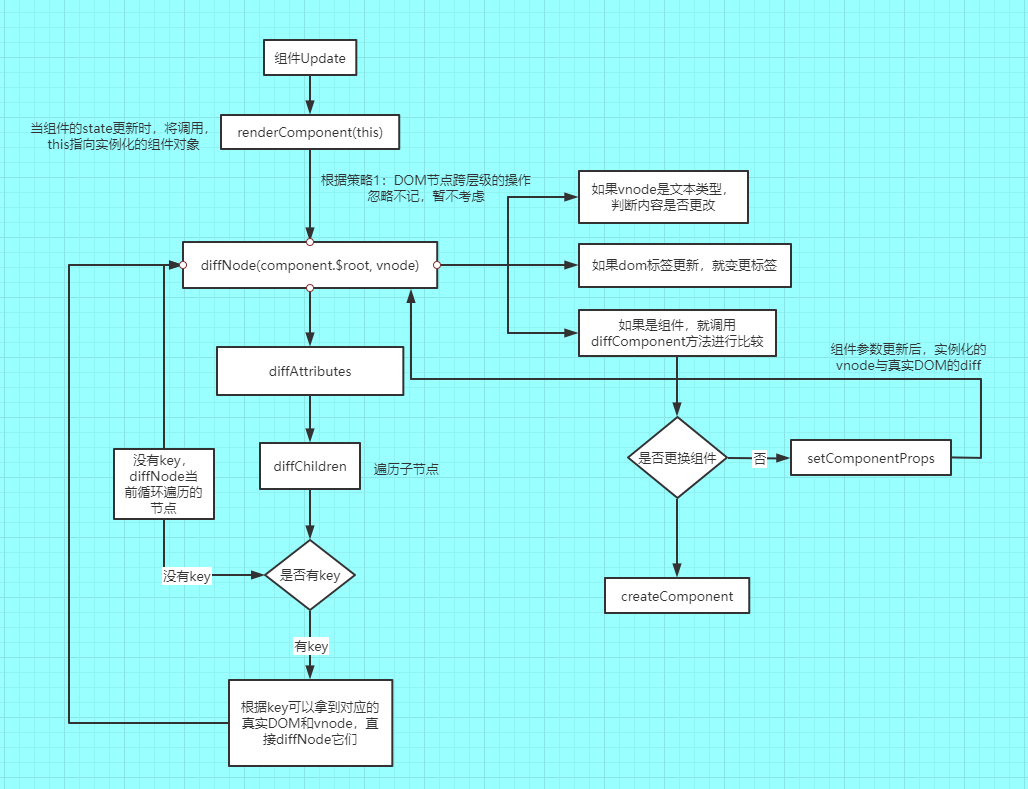 组件Update
当组件的state更新时，将调用，
this指向实例化的组件对象
renderComponent(this)
根据策略1：DOM节点跨层级的操作
忽略不记，暂不考虑
如果vnode是文本类型，
判断内容是否更改
diffNode(component.$root, vnode)
如果dom标签更新，就变更标签
如果是组件，就调用
diffComponent方法进行比较
组件参数更新后，实例化的
vnode与真实DOM的diff
diffAttributes
diffChildren
遍历子节点
没有key，
diffNode当
前循环遍历的
节点
是否更换组件
否
setComponentProps
没有key
是否有key
createComponent
有key
根据key可以拿到对应的
真实DOM和vnode，直
接diffNode它们